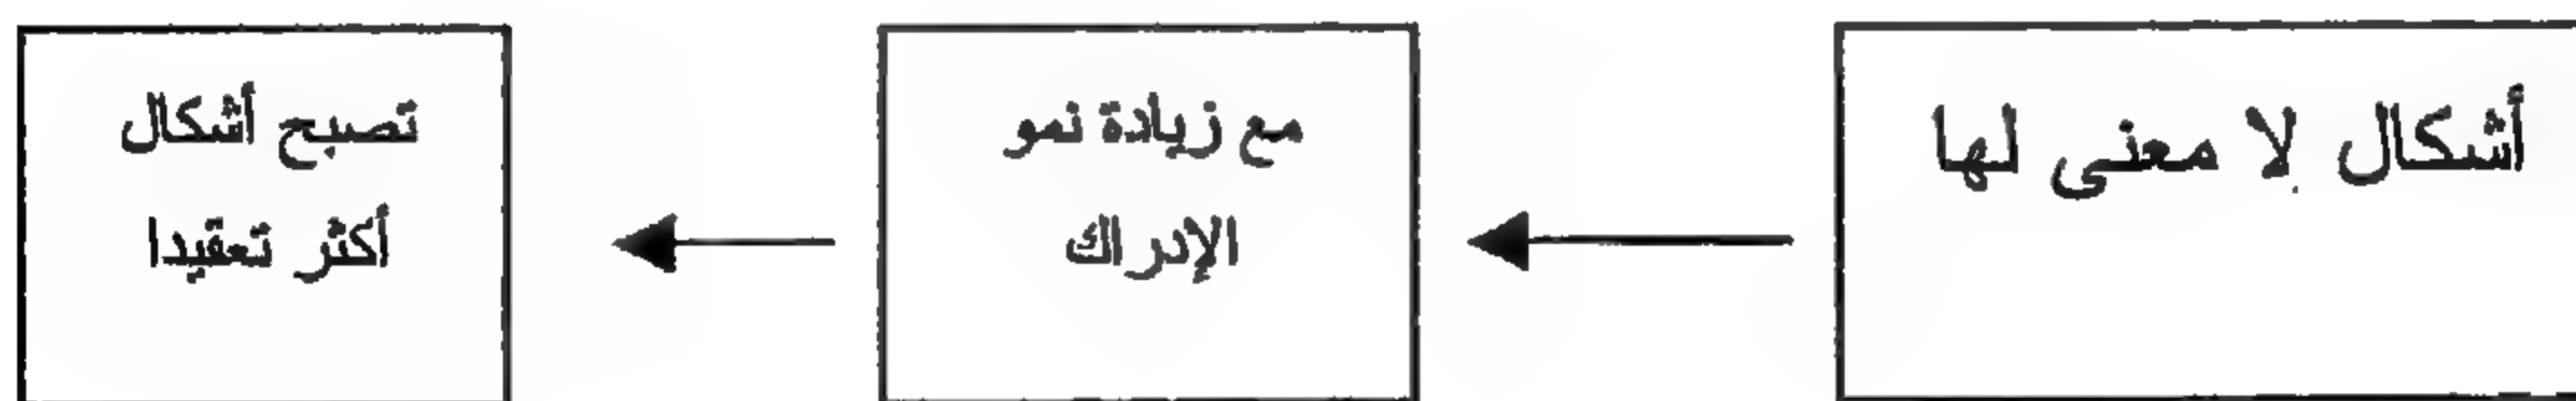 أشكال لا معنى لها
مع زيادة نمو
الإدراك
تصبح أشكال
أكثر تعقيدا